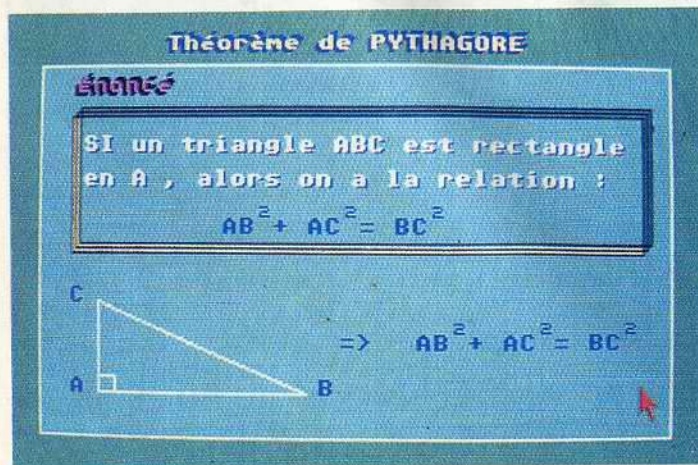 Théorème de PYTHAGORE
énoncé
SI un triangle ABC est rectangle
en A , alors on a la relation :
AB²+ AC²= BC²
C
=> AB²+ AC²= BC²
A
B